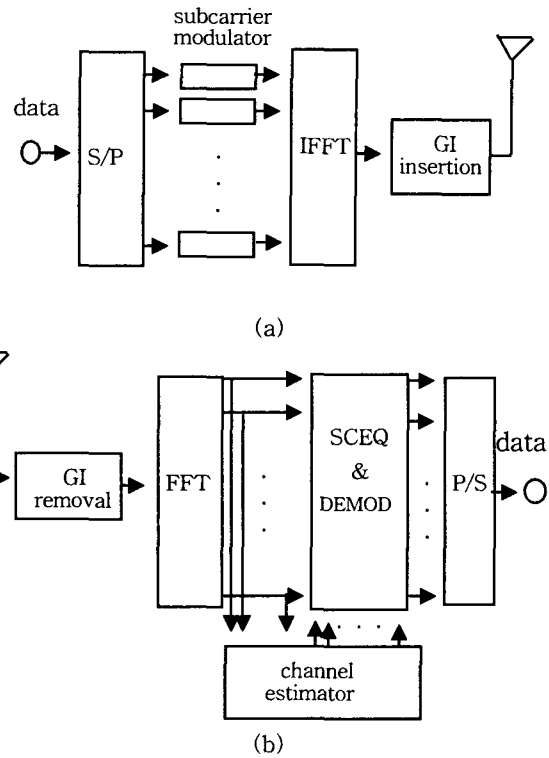 subcarrier
modulator
data
S/P
IFFT
GI
insertion
(a)
GI
removal
FFT
SCEQ
&
DEMOD
P/S
data
channel
estimator
(b)